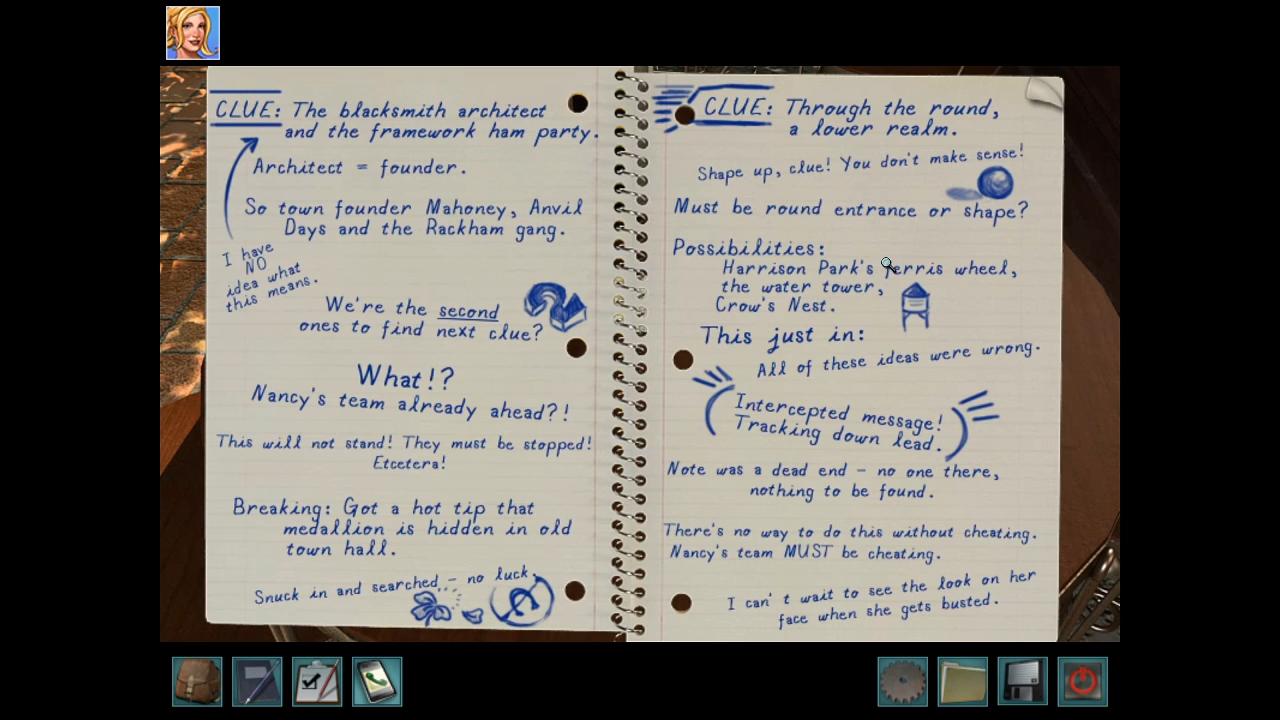 CLUE: The blacksmith architect
and the framework ham party.
Architect = founder.
So town founder Mahoney, Anvil
Days and the Rackham gang.
I have
NO
idea what
this means.
We're the second
ones to find next clue?
What!?
Nancy's team already ahead?!
This will not stand! They must be stopped!
Etcetera!
Breaking: Got a hot tip that
medallion is hidden in old
town hall.
Snuck in and searched - no luck.
CLUE: Through the round,
a lower realm.
Shape up, clue! You don't make sense!
Must be round entrance or shape?
Possibilities:
Harrison Park's ferris wheel,
the water tower,
Crow's Nest.
This just in:
All of these ideas were wrong.
Intercepted message!
Tracking down lead.
Note was a dead end - no one there,
nothing to be found.
There's no way to do this without cheating.
Nancy's team MUST be cheating.
I can't wait to see the look on her
face when she gets busted.